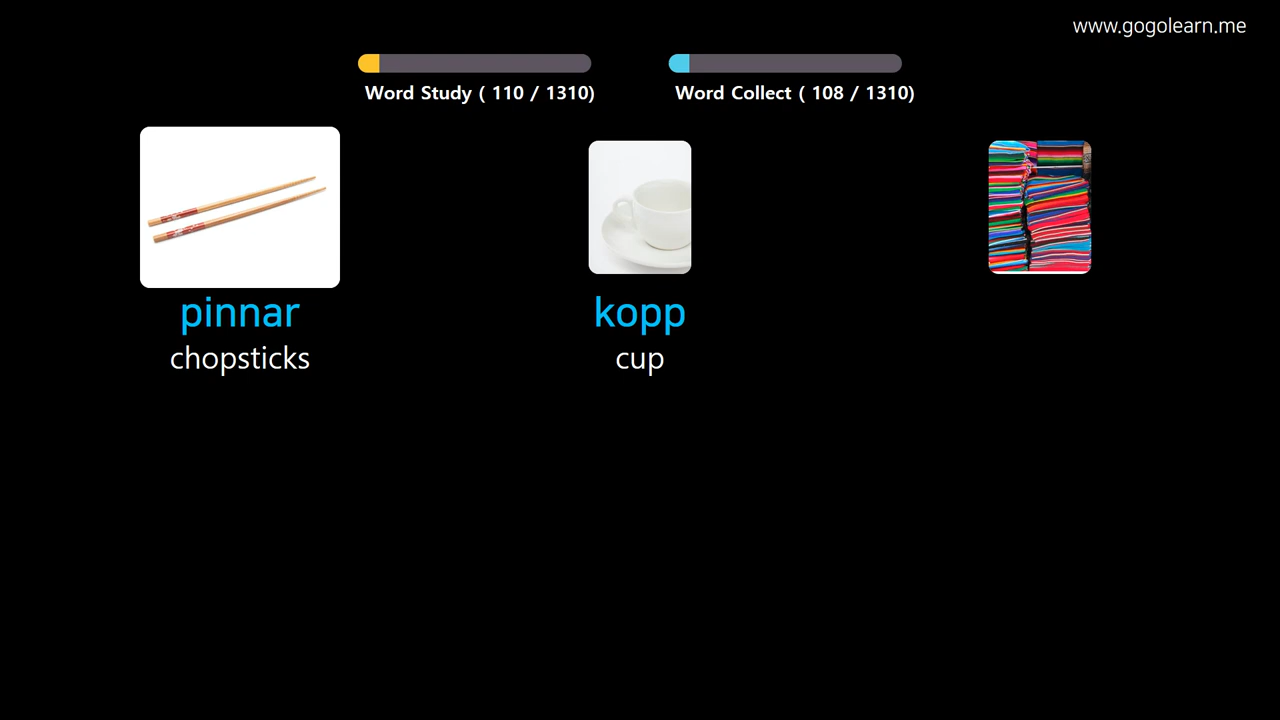 www.gogolearn.me
Word Study ( 110 / 1310)
Word Collect ( 108 / 1310)
pinnar
chopsticks
kopp
cup